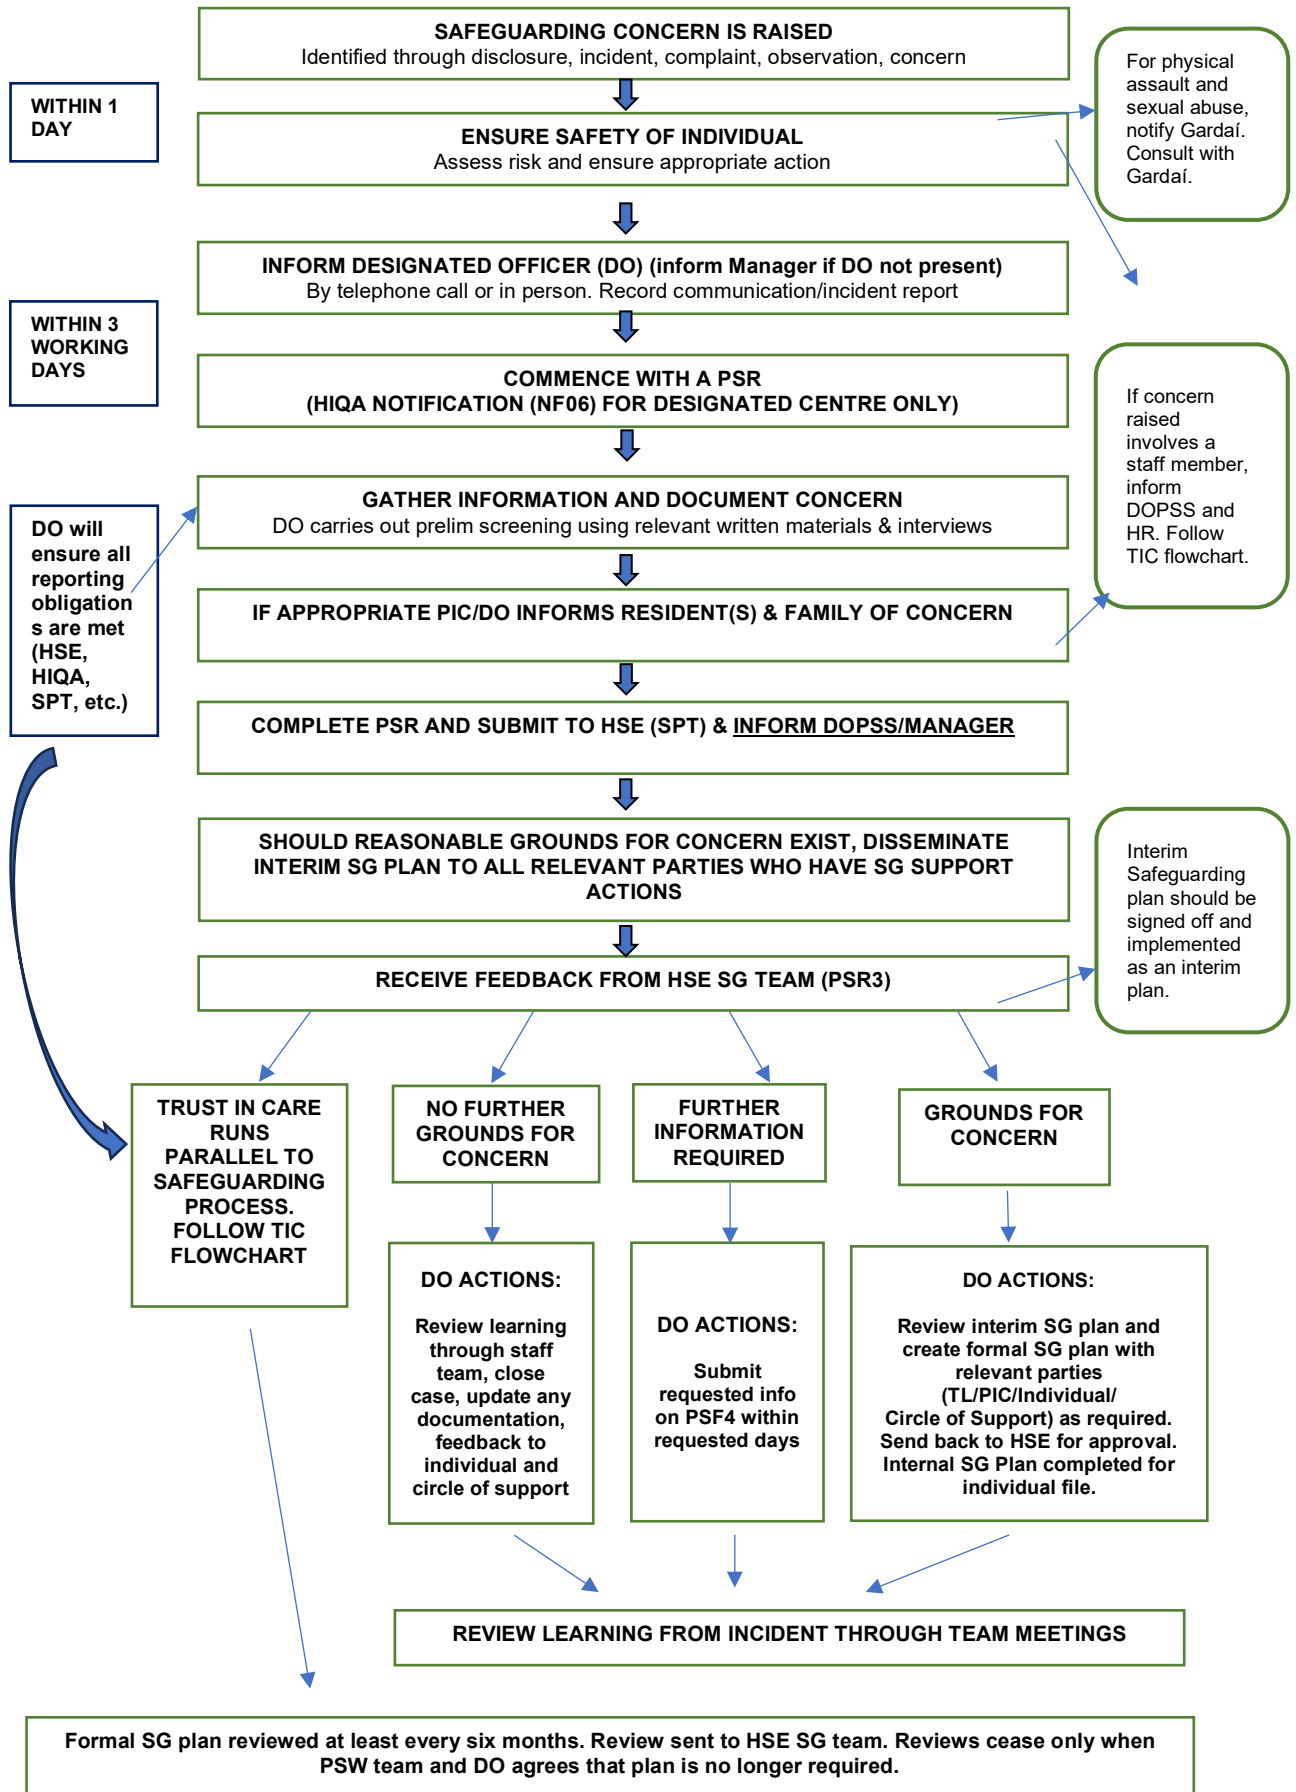 SAFEGUARDING CONCERN IS RAISED
Identified through disclosure, incident, complaint, observation, concern
For physical
assault and
sexual abuse,
notify Gardaí.
Consult with
Gardaí.
WITHIN 1
DAY
ENSURE SAFETY OF INDIVIDUAL
Assess risk and ensure appropriate action
INFORM DESIGNATED OFFICER (DO) (inform Manager if DO not present)
By telephone call or in person. Record communication/incident report
WITHIN 3
WORKING
DAYS
COMMENCE WITH A PSR
(HIQA NOTIFICATION (NF06) FOR DESIGNATED CENTRE ONLY)
If concern
raised
involves a
staff member,
inform
DOPSS and
HR. Follow
TIC flowchart.
GATHER INFORMATION AND DOCUMENT CONCERN
DO carries out prelim screening using relevant written materials & interviews
DO will
ensure all
reporting
obligation
s are met
(HSE,
HIQA,
SPT, etc.)
IF APPROPRIATE PIC/DO INFORMS RESIDENT(S) & FAMILY OF CONCERN
COMPLETE PSR AND SUBMIT TO HSE (SPT) & INFORM DOPSS/MANAGER
SHOULD REASONABLE GROUNDS FOR CONCERN EXIST, DISSEMINATE
INTERIM SG PLAN TO ALL RELEVANT PARTIES WHO HAVE SG SUPPORT
ACTIONS
Interim
Safeguarding
plan should be
signed off and
implemented
as an interim
plan.
RECEIVE FEEDBACK FROM HSE SG TEAM (PSR3)
TRUST IN CARE
RUNS
PARALLEL TO
SAFEGUARDING
PROCESS.
FOLLOW TIC
FLOWCHART
NO FURTHER
GROUNDS FOR
CONCERN
FURTHER
INFORMATION
REQUIRED
GROUNDS FOR
CONCERN
DO ACTIONS:
Review learning
through staff
team, close
case, update any
documentation,
feedback to
individual and
circle of support
DO ACTIONS:
Submit
requested info
on PSF4 within
requested days
DO ACTIONS:
Review interim SG plan and
create formal SG plan with
relevant parties
(TL/PIC/Individual/
Circle of Support) as required.
Send back to HSE for approval.
Internal SG Plan completed for
individual file.
REVIEW LEARNING FROM INCIDENT THROUGH TEAM MEETINGS
Formal SG plan reviewed at least every six months. Review sent to HSE SG team. Reviews cease only when
PSW team and DO agrees that plan is no longer required.